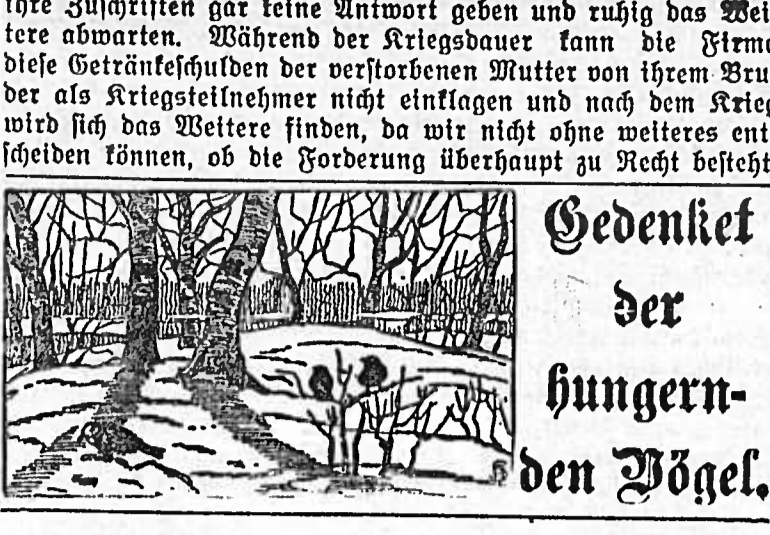 ihre Zuschriften gar keine Antwort geben und ruhig das Wei
tere abwarten. Während der Kriegsdauer kann die Firma
diese Getränkeschulden der verstorbenen Mutter von ihrem Bru
der als Kriegsteilnehmer nicht einklagen und nach dem Krieg
wird sich das Weitere finden, da wir nicht ohne weiteres ent
scheiden können, ob die Forderung überhaupt zu Recht besteht
Gedenket
der
hungern-
den Vögel.